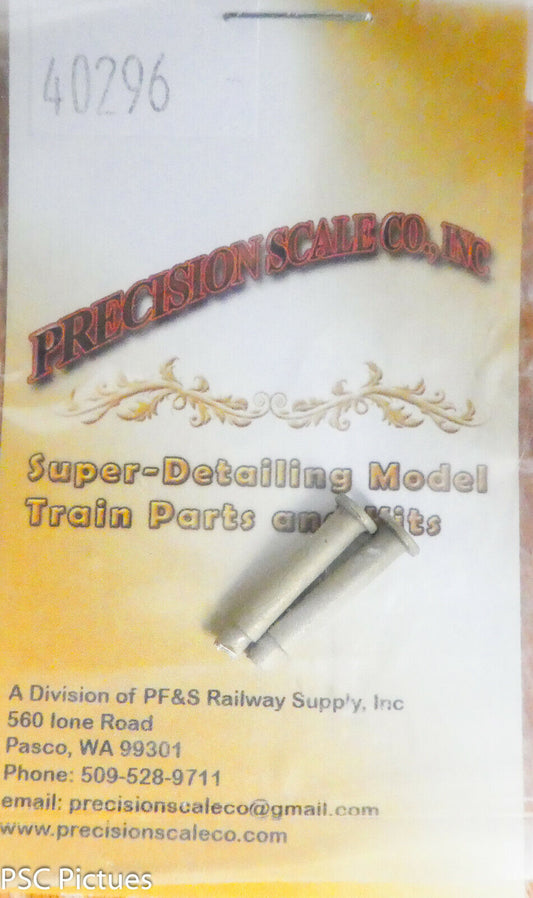 40296
PRECISION SCALE CO., INC
Super-Detailing Model
Train Parts and Kits
A Division of PF&S Railway Supply, Inc
560 Ione Road
Pasco, WA 99301
Phone: 509-528-9711
email: precisionscaleco@gmail.com
www.precisionscaleco.com
PSC Pictues